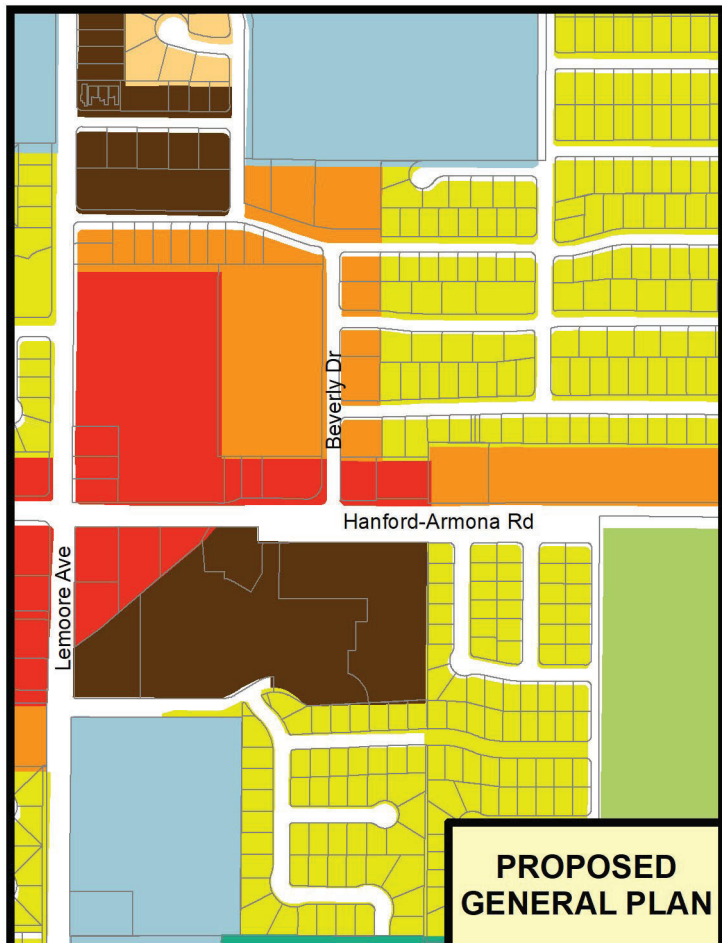 Beverly Dr
Hanford-Armona Rd
Lemoore Ave
PROPOSED
GENERAL PLAN